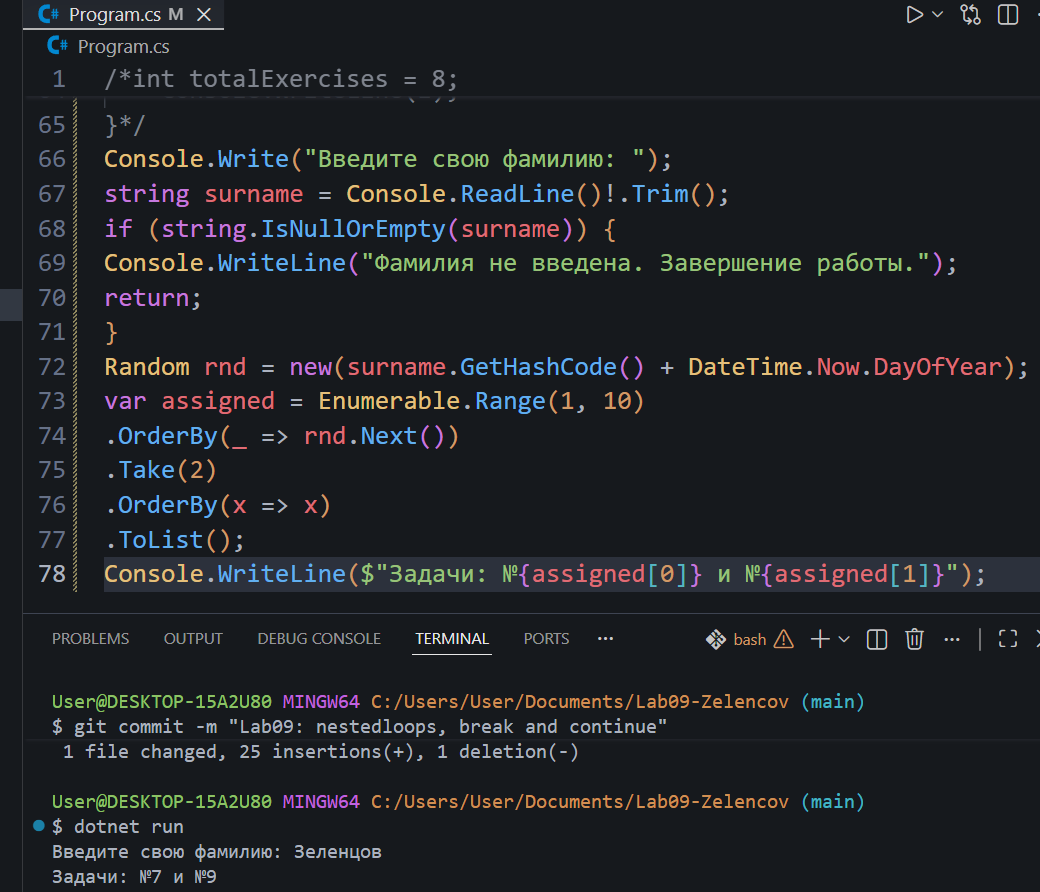 Program.cs M
Program.cs
1 /*int totalExercises = 8;
65 }*/
66 Console.Write("Введите свою фамилию: ");
67 string surname = Console.ReadLine()!.Trim();
68 if (string.IsNullOrEmpty(surname)) {
69 Console.WriteLine("Фамилия не введена. Завершение работы.");
70 return;
71 }
72 Random rnd = new(surname.GetHashCode() + DateTime.Now.DayOfYear);
73 var assigned = Enumerable.Range(1, 10)
74 .OrderBy(_ => rnd.Next())
75 .Take(2)
76 .OrderBy(x => x)
77 .ToList();
78 Console.WriteLine($"Задачи: №{assigned[0]} и №{assigned[1]}");
PROBLEMS OUTPUT DEBUG CONSOLE TERMINAL PORTS ··· bash
User@DESKTOP-15A2U80 MINGW64 C:/Users/User/Documents/Lab09-Zelencov (main)
$ git commit -m "Lab09: nestedloops, break and continue"
1 file changed, 25 insertions(+), 1 deletion(-)
User@DESKTOP-15A2U80 MINGW64 C:/Users/User/Documents/Lab09-Zelencov (main)
$ dotnet run
Введите свою фамилию: Зеленцов
Задачи: №7 и №9